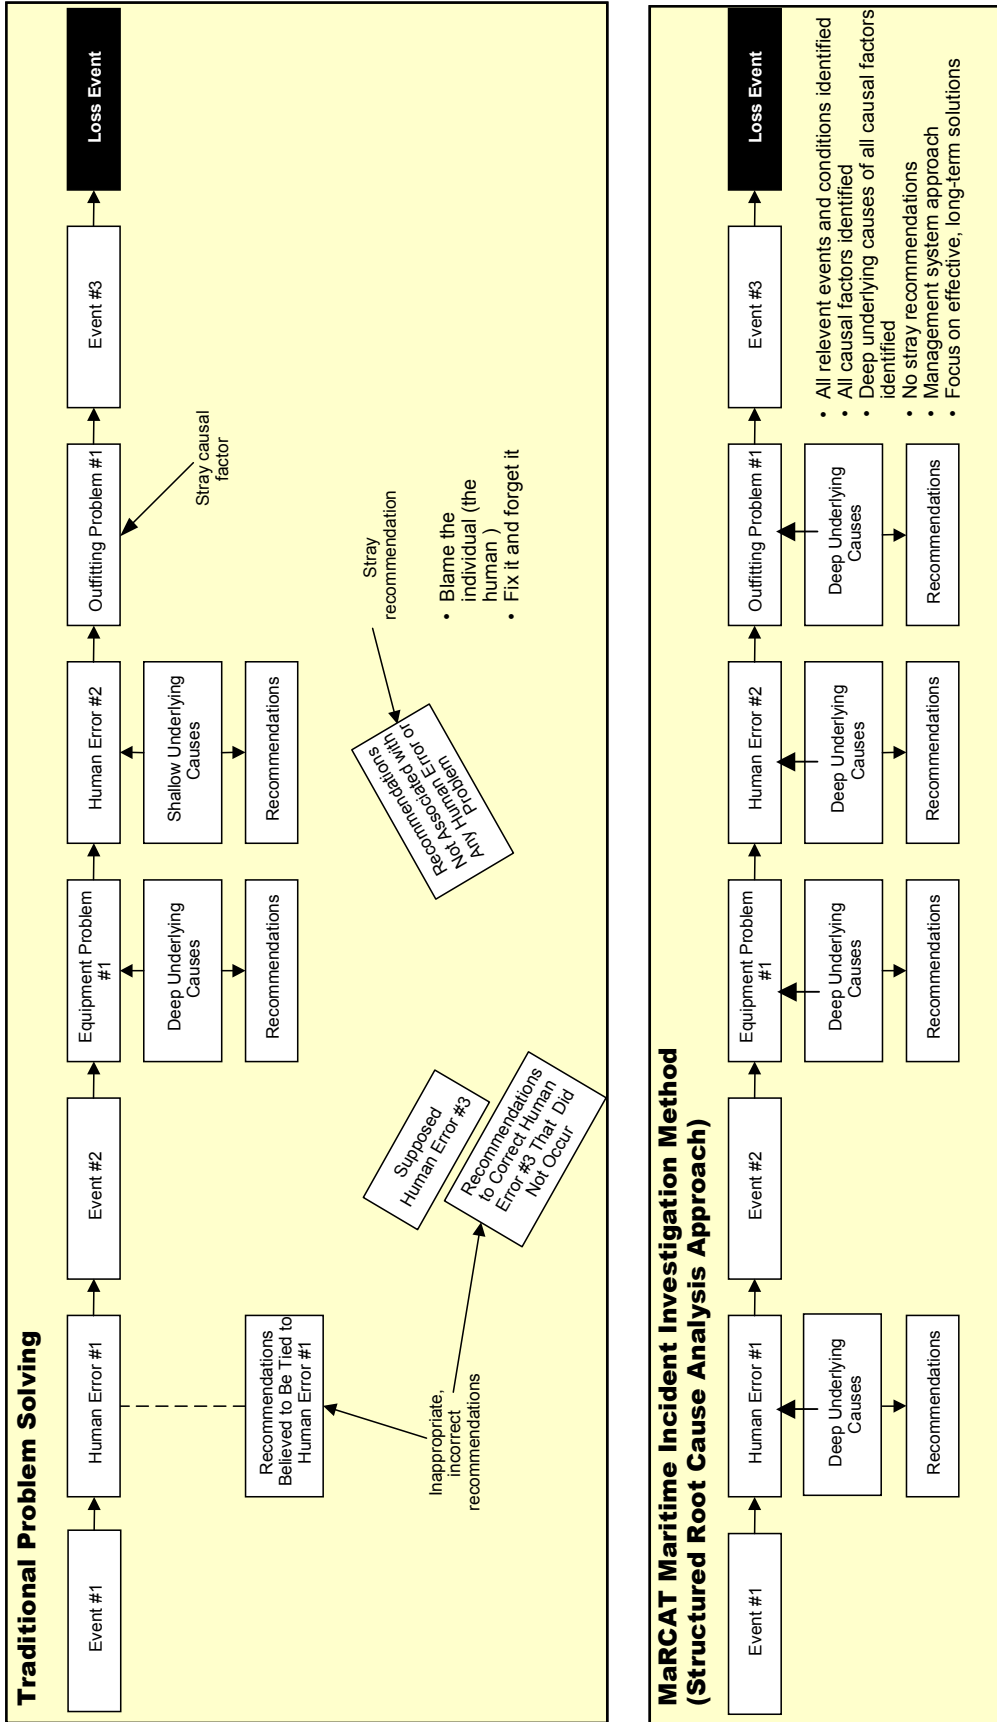 Traditional Problem Solving
Event #1
Human Error #1
Event #2
Equipment Problem
#1
Human Error #2
Outfitting Problem #1
Event #3
Loss Event
Deep Underlying
Causes
Shallow Underlying
Causes
Stray causal
factor
Recommendations
Believed to Be Tied to
Human Error #1
Recommendations
Recommendations
Inappropriate,
incorrect
recommendations
Supposed
Human Error #3
Recommendations
to Correct Human
Error #3 That Did
Not Occur
Recommendations
Not Associated with
Any Human Error or
Problem
Stray
recommendation
• Blame the
individual (the
human )
• Fix it and forget it
MaRCAT Maritime Incident Investigation Method
(Structured Root Cause Analysis Approach)
Event #1
Human Error #1
Event #2
Equipment Problem
#1
Human Error #2
Outfitting Problem #1
Event #3
Loss Event
Deep Underlying
Causes
Deep Underlying
Causes
Deep Underlying
Causes
Deep Underlying
Causes
Recommendations
Recommendations
Recommendations
Recommendations
• All relevent events and conditions identified
• All causal factors identified
• Deep underlying causes of all causal factors
identified
• No stray recommendations
• Management system approach
• Focus on effective, long-term solutions